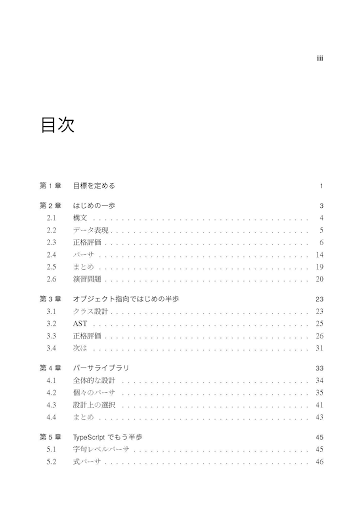 iii
目次
第 1 章 目標を定める 1
第 2 章 はじめの一歩 3
2.1 構文 . . . . . . . . . . . . . . . . . . . . . . . . . . . . . . . . . . . . 4
2.2 データ表現 . . . . . . . . . . . . . . . . . . . . . . . . . . . . . . . . . 5
2.3 正格評価 . . . . . . . . . . . . . . . . . . . . . . . . . . . . . . . . . . 6
2.4 パーサ . . . . . . . . . . . . . . . . . . . . . . . . . . . . . . . . . . . 14
2.5 まとめ . . . . . . . . . . . . . . . . . . . . . . . . . . . . . . . . . . . 19
2.6 演習問題 . . . . . . . . . . . . . . . . . . . . . . . . . . . . . . . . . . 20
第 3 章 オブジェクト指向ではじめの半歩 23
3.1 クラス設計 . . . . . . . . . . . . . . . . . . . . . . . . . . . . . . . . . 23
3.2 AST . . . . . . . . . . . . . . . . . . . . . . . . . . . . . . . . . . . . 25
3.3 正格評価 . . . . . . . . . . . . . . . . . . . . . . . . . . . . . . . . . . 26
3.4 次は . . . . . . . . . . . . . . . . . . . . . . . . . . . . . . . . . . . . 31
第 4 章 パーサライブラリ 33
4.1 全体的な設計 . . . . . . . . . . . . . . . . . . . . . . . . . . . . . . . . 34
4.2 個々のパーサ . . . . . . . . . . . . . . . . . . . . . . . . . . . . . . . . 35
4.3 設計上の選択 . . . . . . . . . . . . . . . . . . . . . . . . . . . . . . . . 41
4.4 まとめ . . . . . . . . . . . . . . . . . . . . . . . . . . . . . . . . . . . 43
第 5 章 TypeScript でもう半歩 45
5.1 字句レベルパーサ . . . . . . . . . . . . . . . . . . . . . . . . . . . . . . 45
5.2 式パーサ . . . . . . . . . . . . . . . . . . . . . . . . . . . . . . . . . . 46